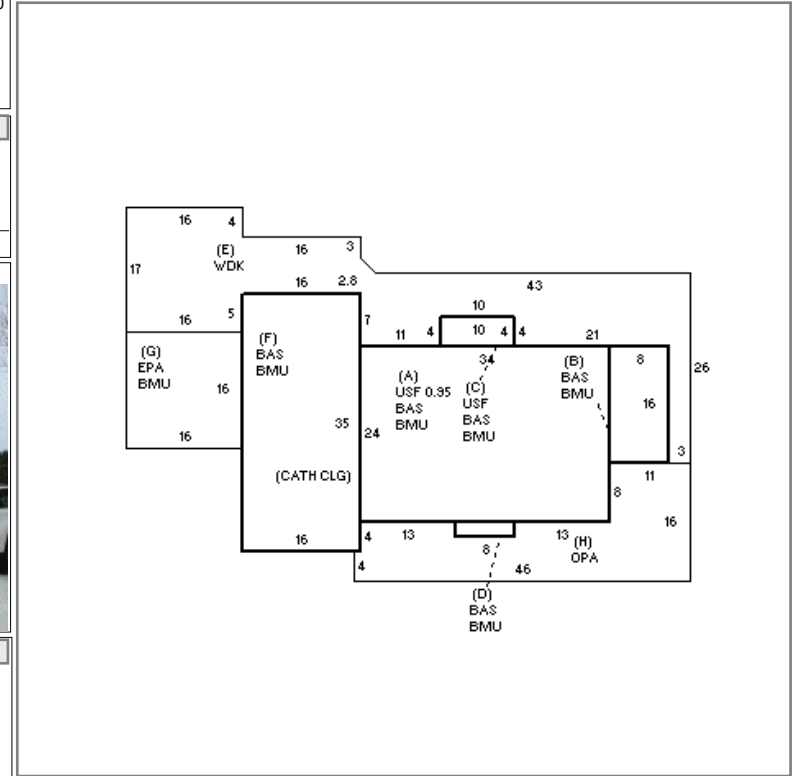 16
4
(E)
WDK
16
3
17
16
2.8
43
16
5
7
10
11
4
10
4
4
21
(G)
EPA
BMU
(F)
BAS
BMU
34
(B)
BAS
BMU
8
26
(A)
USF 0.95
BAS
BMU
(C)
USF
BAS
BMU
16
16
35
24
16
3
(CATH CLG)
11
8
16
16
4
13
8
13
(H)
OPA
4
46
(D)
BAS
BMU